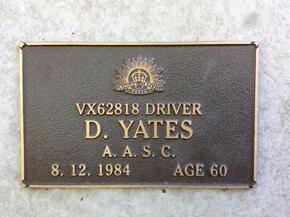 VX62818 DRIVER
D. YATES
A. A. S. C.
8. 12. 1984 AGE 60